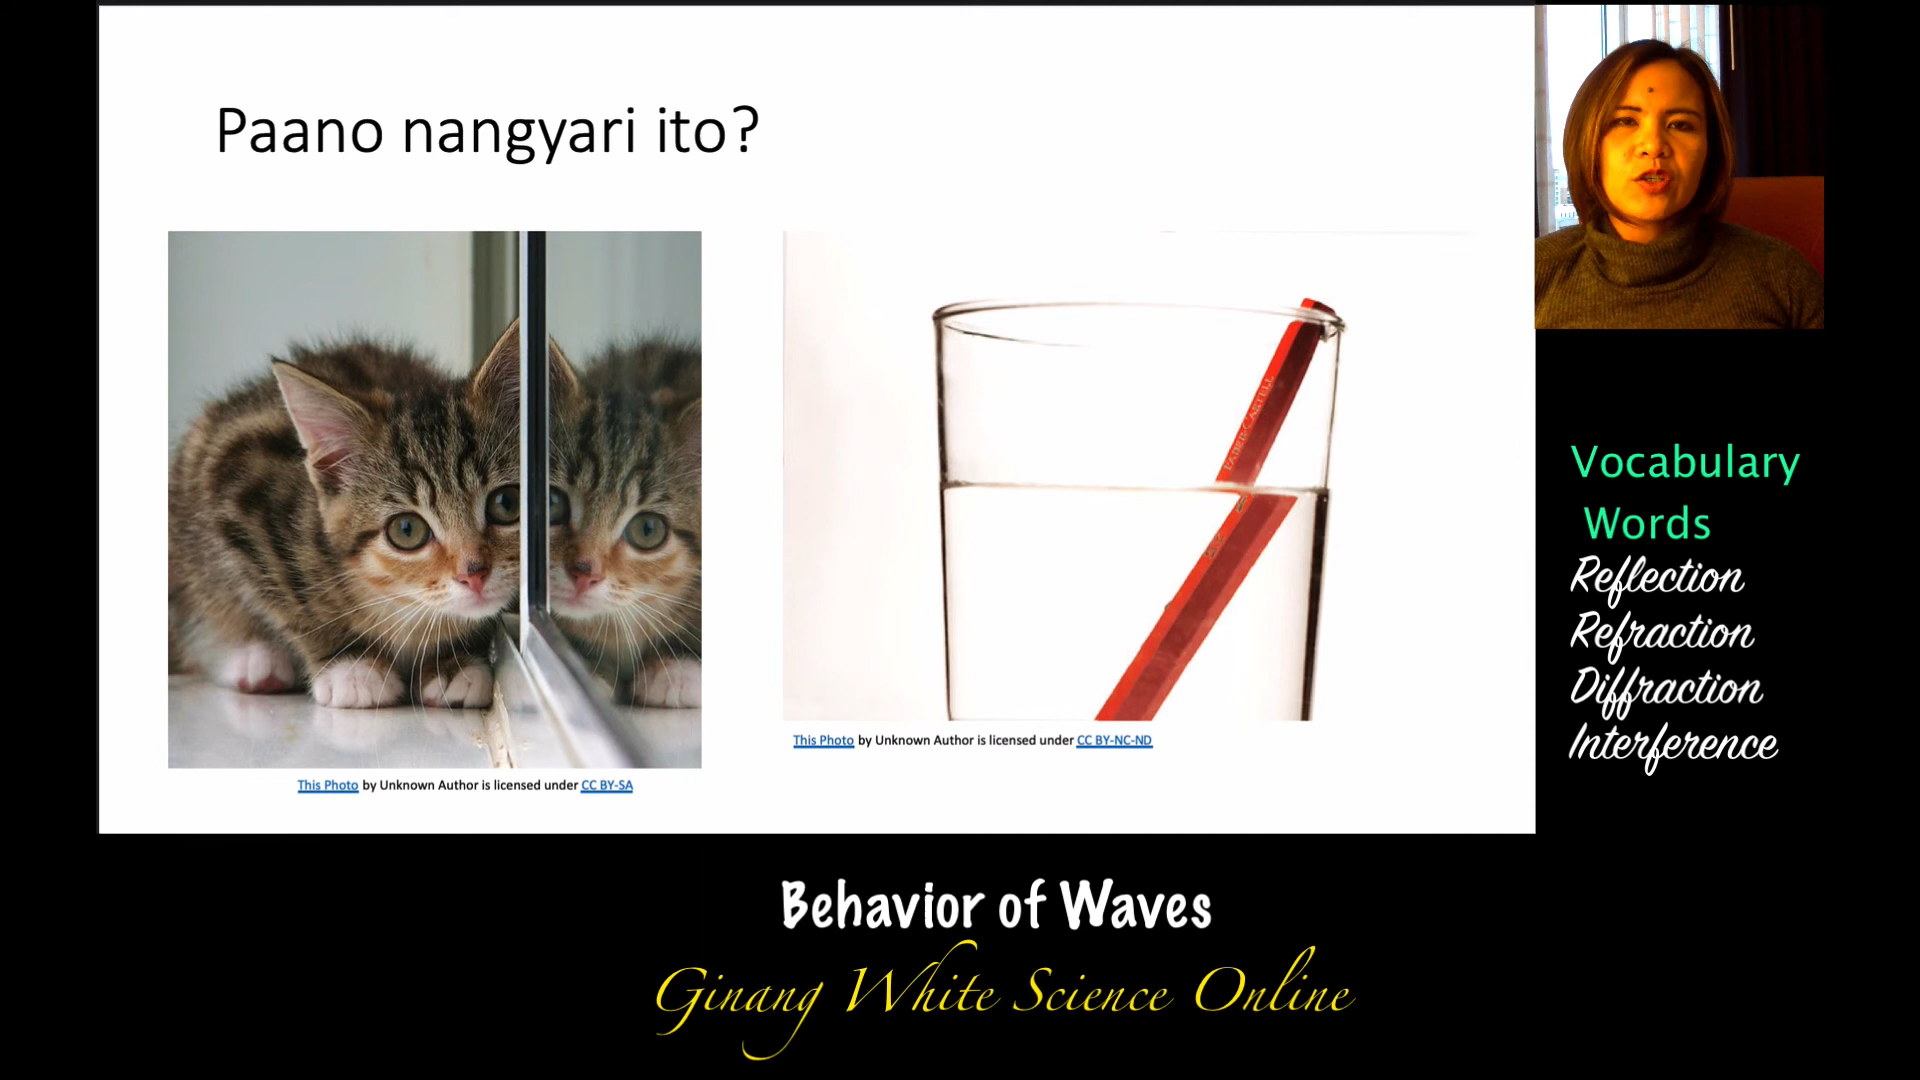 Paano nangyari ito?
FABER-CASTELL
This Photo by Unknown Author is licensed under CC BY-NC-ND
This Photo by Unknown Author is licensed under CC BY-SA
Vocabulary
Words
Reflection
Refraction
Diffraction
Interference
Behavior of Waves
Ginang White Science Online